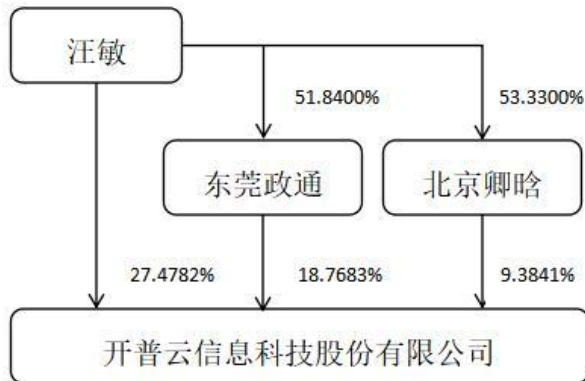 汪敏
51.8400%
53.3300%
东莞政通
北京卿晗
27.4782%
18.7683%
9.3841%
开普云信息科技股份有限公司